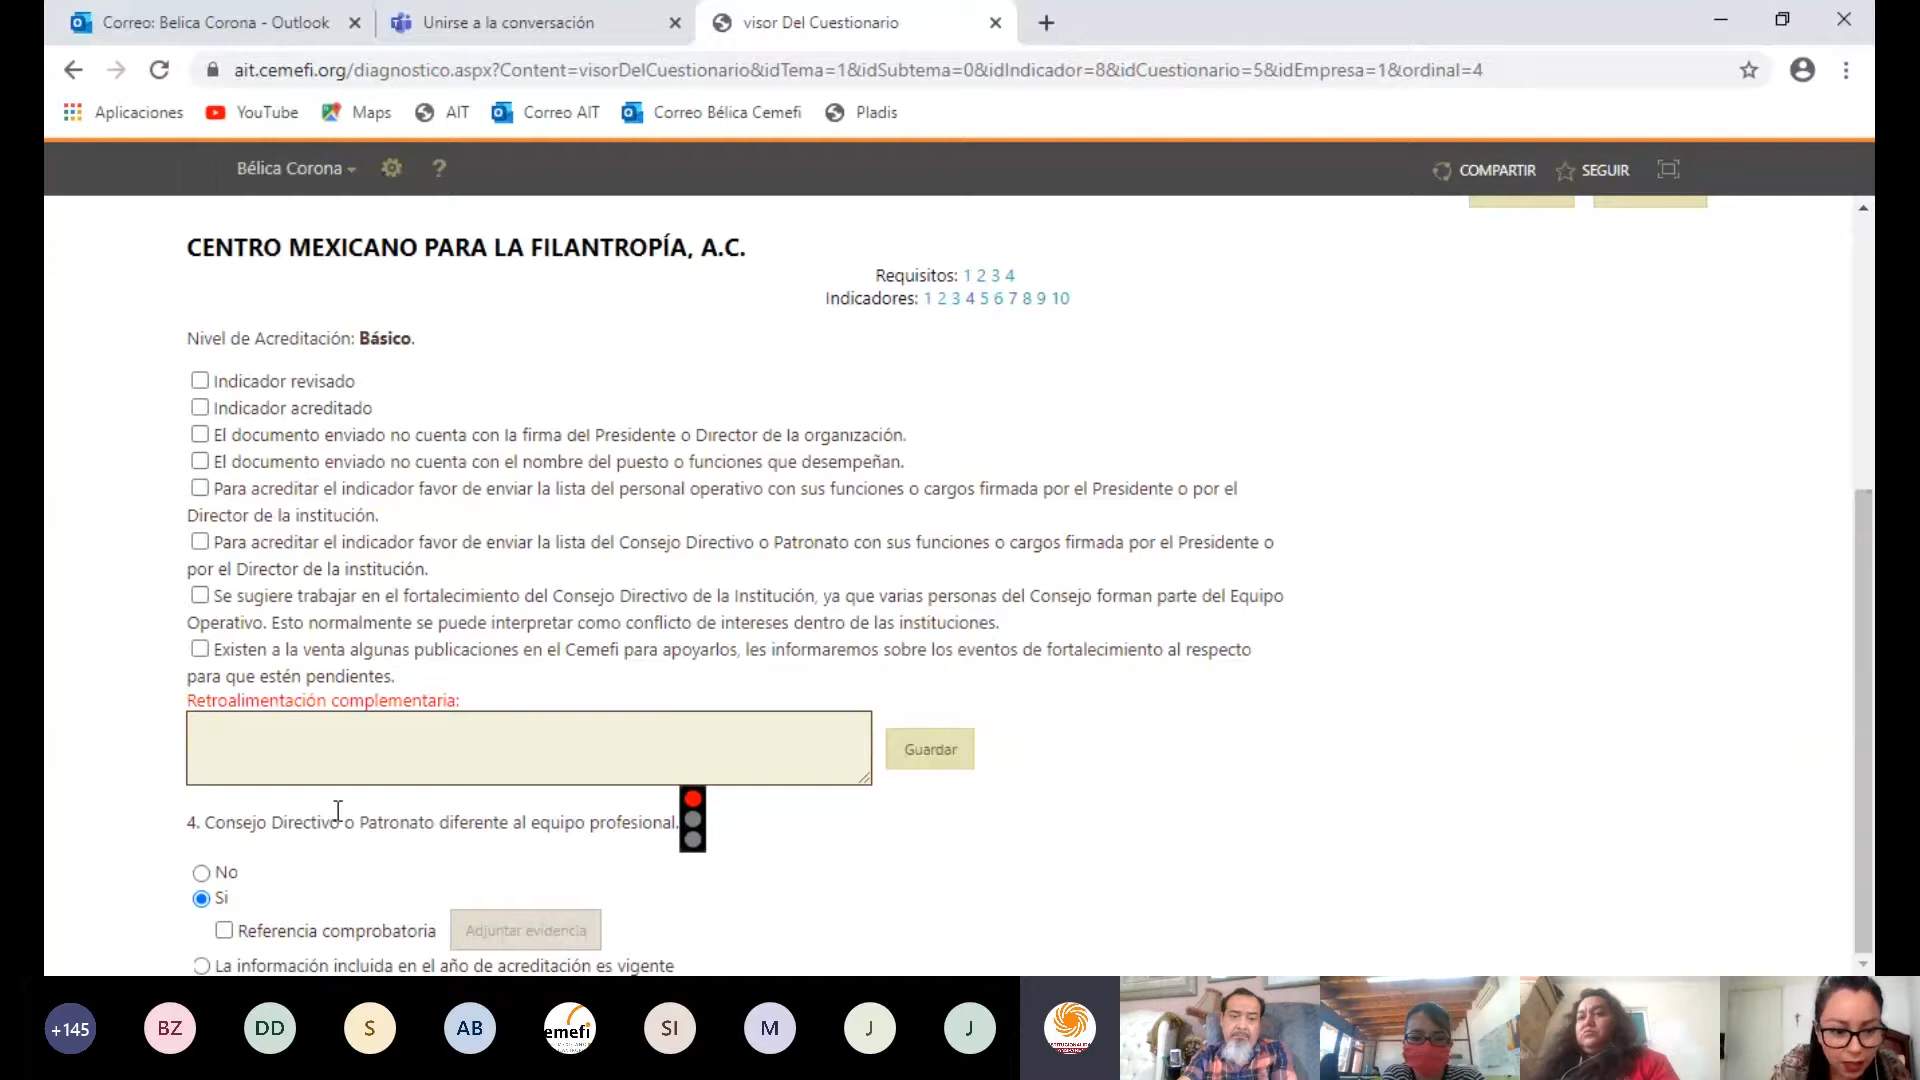 Correo: Belica Corona - Outlook
Unirse a la conversación
visor Del Cuestionario
ait.cemefi.org/diagnostico.aspx?Content=visorDelCuestionario&idTema=1&idSubtema=0&idIndicador=8&idCuestionario=5&idEmpresa=1&ordinal=4
Aplicaciones YouTube Maps AIT Correo AIT Correo Bélica Cemefi Pladis
Bélica Corona ? COMPARTIR SEGUIR
CENTRO MEXICANO PARA LA FILANTROPÍA, A.C.
Requisitos: 1 2 3 4
Indicadores: 1 2 3 4 5 6 7 8 9 10
Nivel de Acreditación: Básico.
Indicador revisado
Indicador acreditado
El documento enviado no cuenta con la firma del Presidente o Director de la organización.
El documento enviado no cuenta con el nombre del puesto o funciones que desempeñan.
Para acreditar el indicador favor de enviar la lista del personal operativo con sus funciones o cargos firmada por el Presidente o por el
Director de la institución.
Para acreditar el indicador favor de enviar la lista del Consejo Directivo o Patronato con sus funciones o cargos firmada por el Presidente o
por el Director de la institución.
Se sugiere trabajar en el fortalecimiento del Consejo Directivo de la Institución, ya que varias personas del Consejo forman parte del Equipo
Operativo. Esto normalmente se puede interpretar como conflicto de intereses dentro de las instituciones.
Existen a la venta algunas publicaciones en el Cemefi para apoyarlos, les informaremos sobre los eventos de fortalecimiento al respecto
para que estén pendientes.
Retroalimentación complementaria:
Guardar
4. Consejo Directivo o Patronato diferente al equipo profesional.
No
Si
Referencia comprobatoria Adjuntar evidencia
La información incluida en el año de acreditación es vigente
+145 BZ DD S AB emefi SI M J J